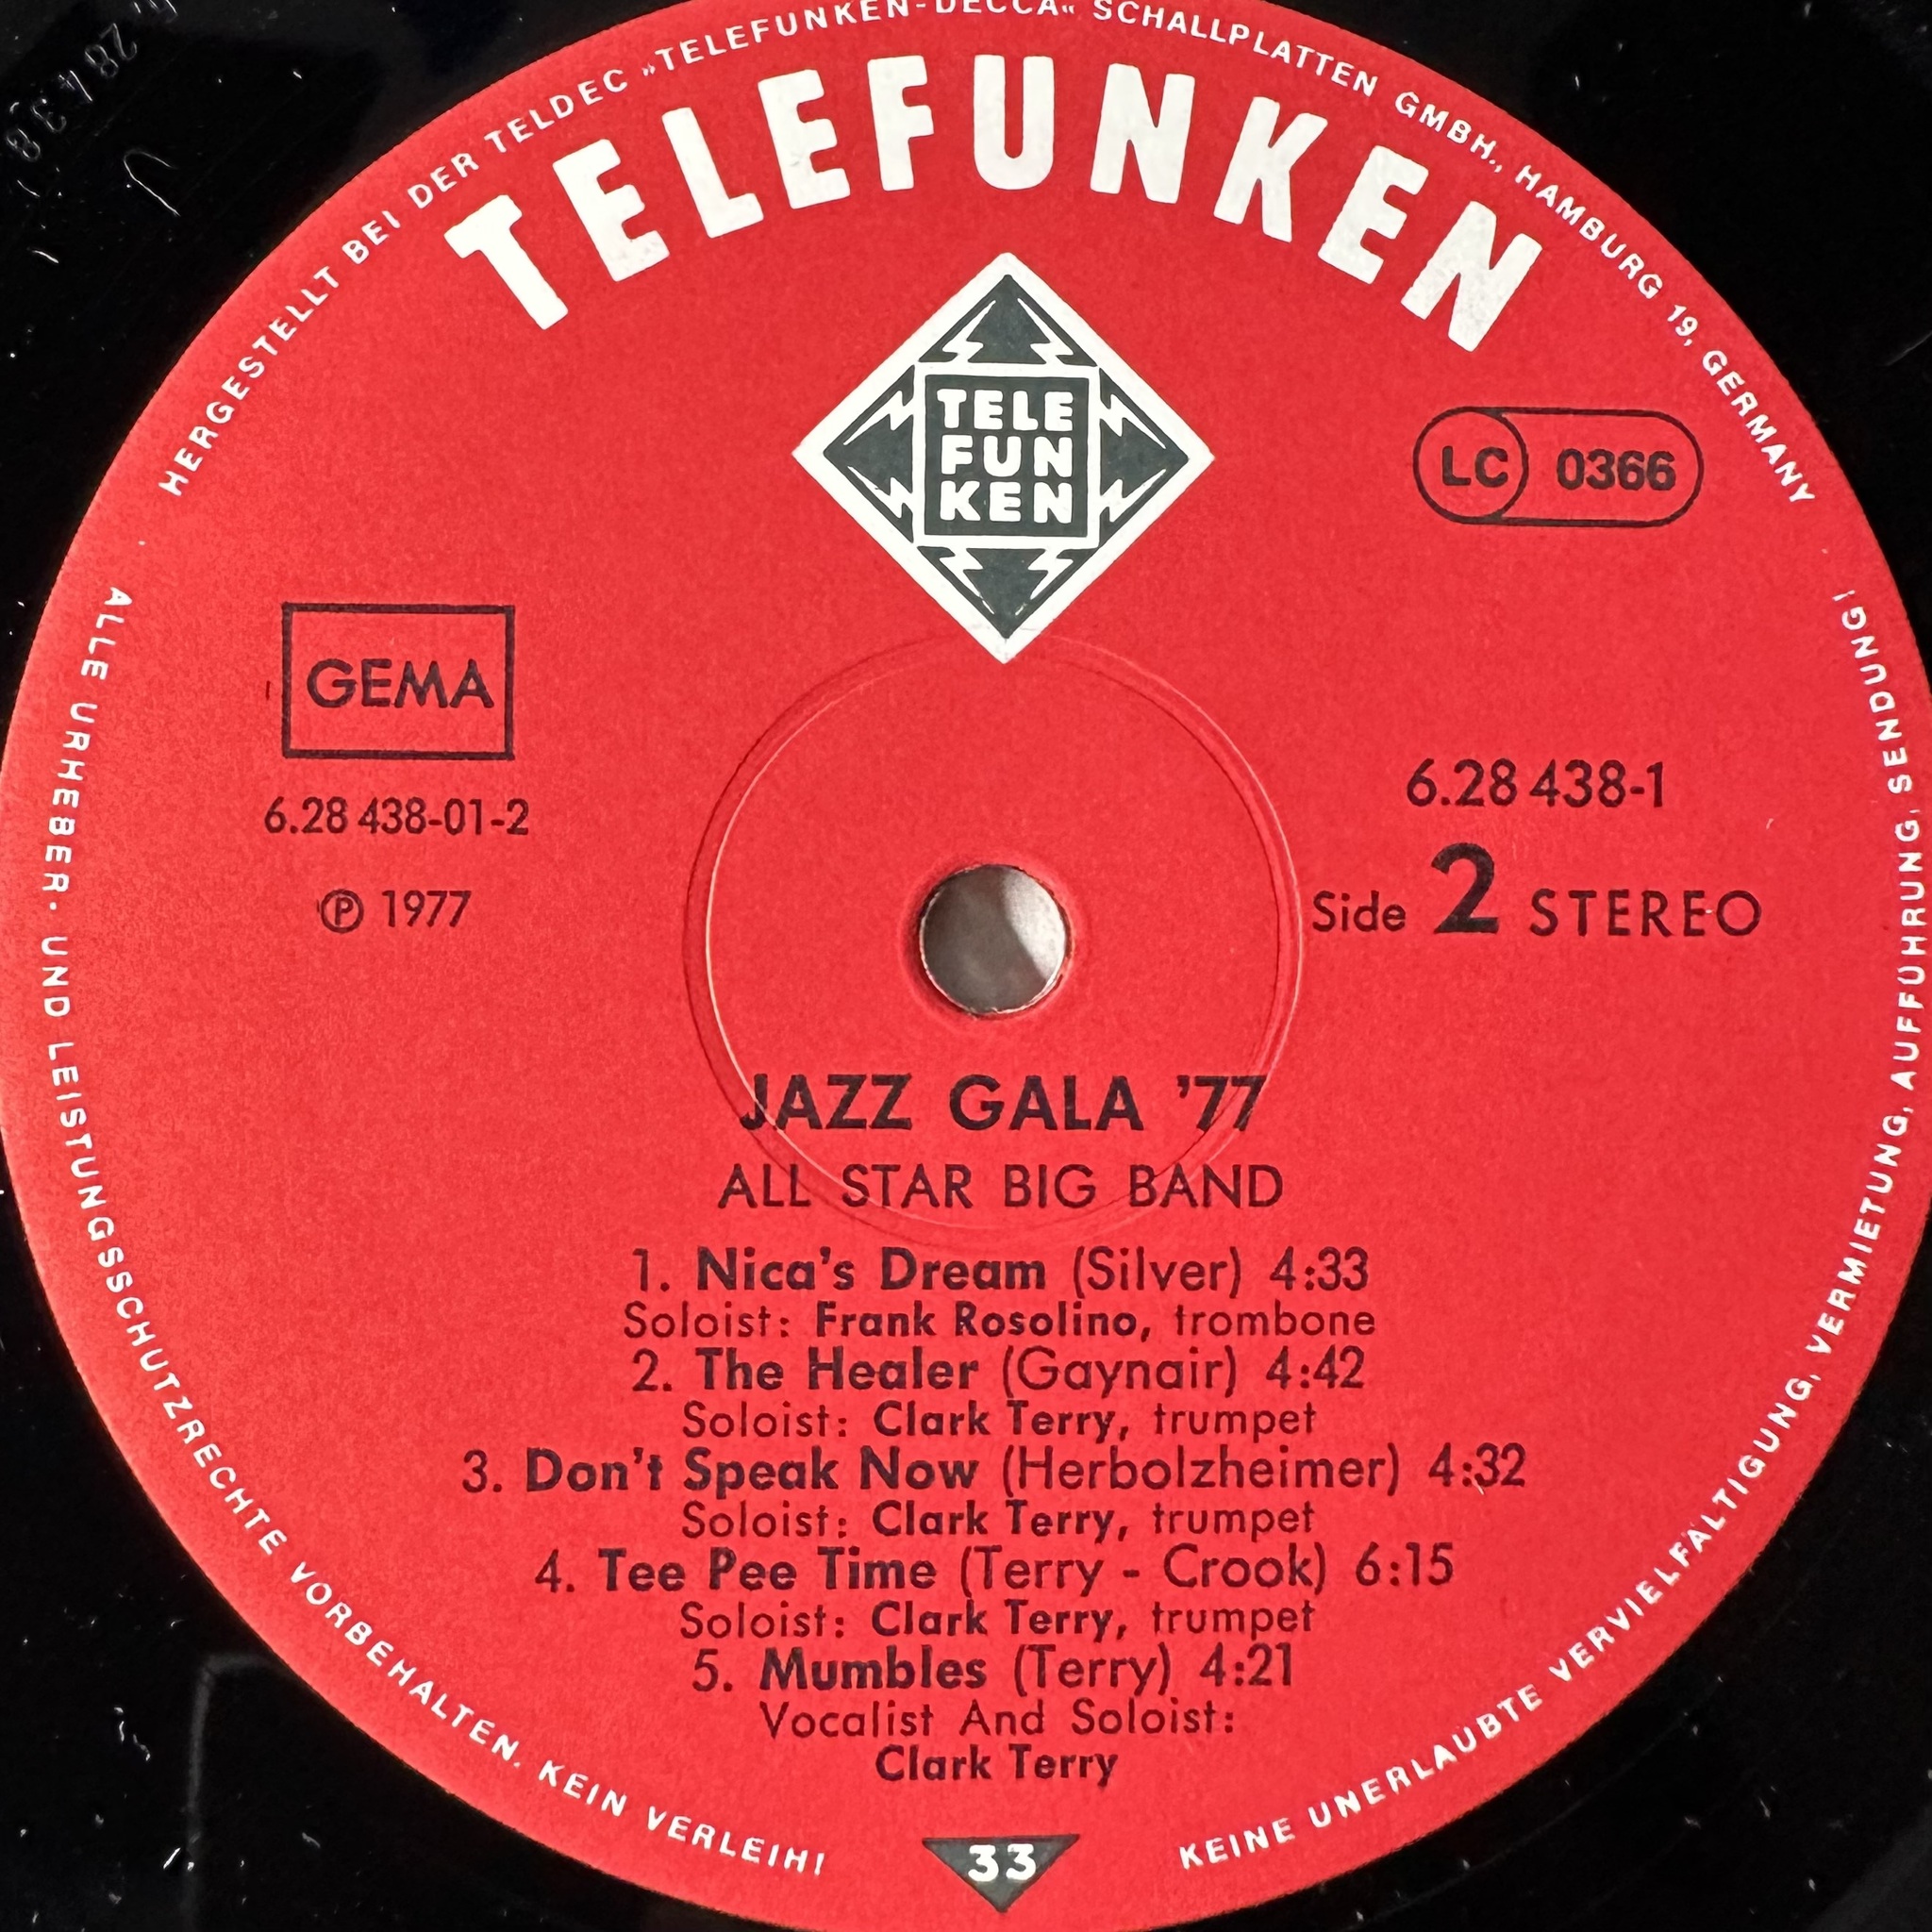 HERGESTELLT BEI DER TELDEC »TELEFUNKEN-DECCA« SCHALLPLATTEN GMBH., HAMBURG 19, GERMANY
TELEFUNKEN
TELE
FUN
KEN
LC 0366
GEMA
6.28 438-01-2
℗ 1977
6.28 438-1
Side 2 STEREO
JAZZ GALA '77
ALL STAR BIG BAND
1. Nica's Dream (Silver) 4:33
Soloist: Frank Rosolino, trombone
2. The Healer (Gaynair) 4:42
Soloist: Clark Terry, trumpet
3. Don't Speak Now (Herbolzheimer) 4:32
Soloist: Clark Terry, trumpet
4. Tee Pee Time (Terry - Crook) 6:15
Soloist: Clark Terry, trumpet
5. Mumbles (Terry) 4:21
Vocalist And Soloist:
Clark Terry
33
ALLE URHEBER- UND LEISTUNGSSCHUTZRECHTE VORBEHALTEN. KEIN VERLEIH!
KEINE UNERLAUBTE VERVIELFÄLTIGUNG, VERMIETUNG, AUFFÜHRUNG, SENDUNG!